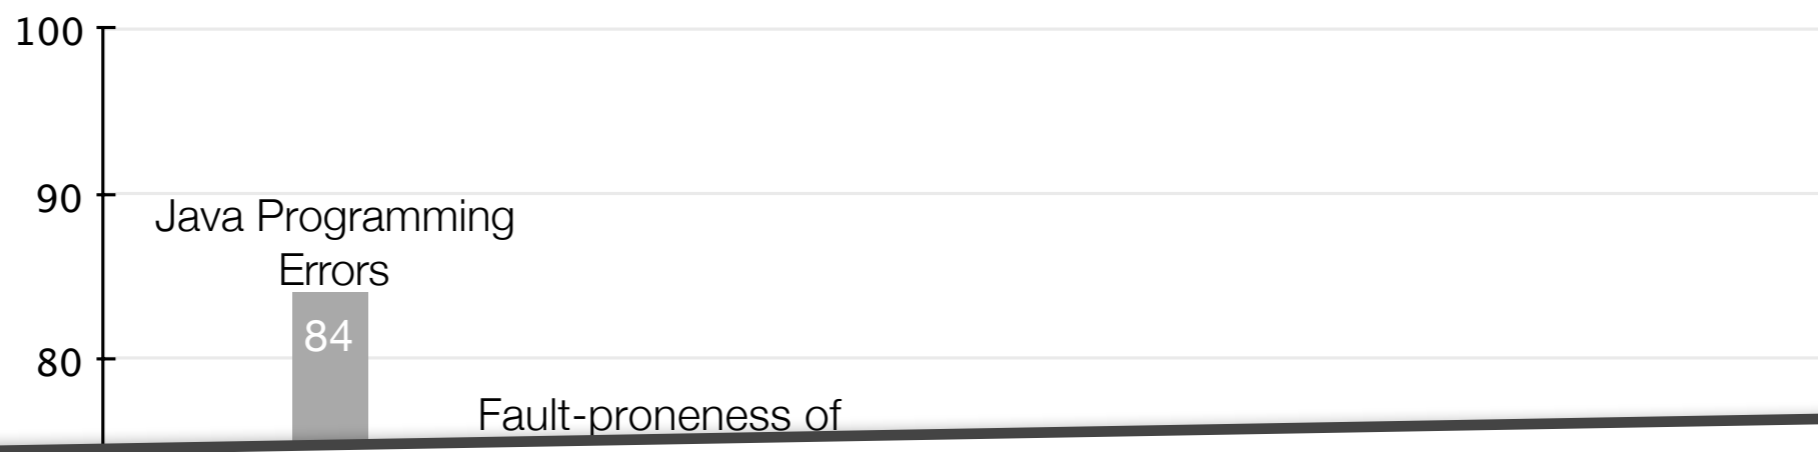 100
90
Java Programming
Errors
84
80
Fault-proneness of